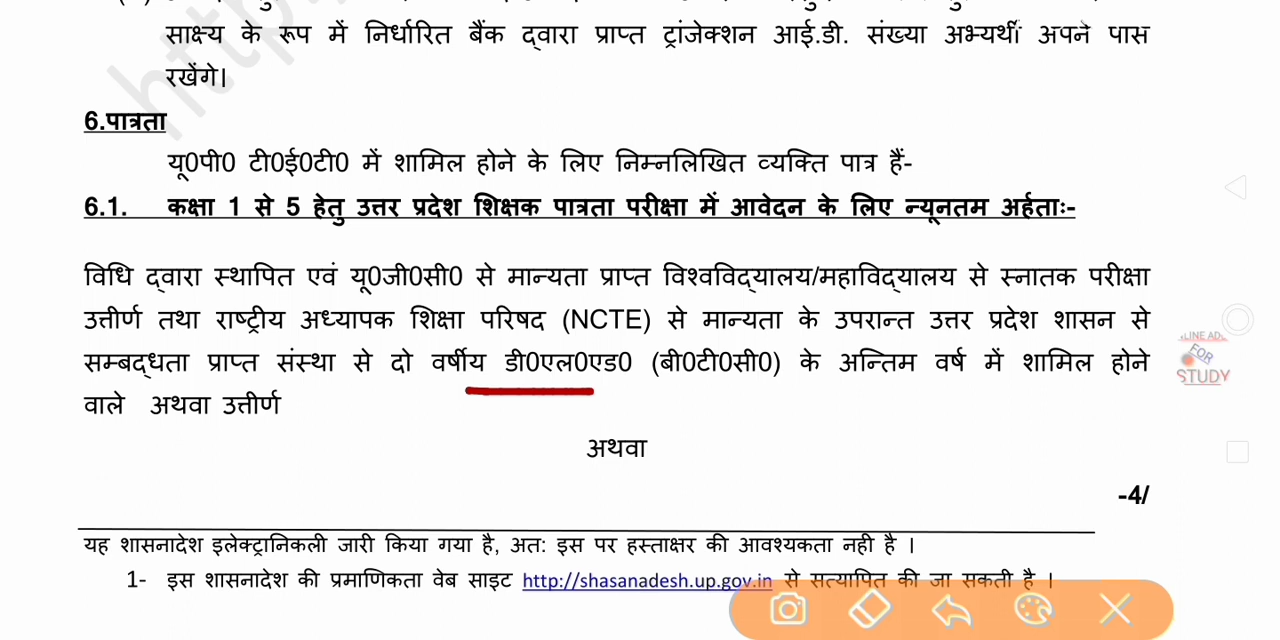 साक्ष्य के रूप में निर्धारित बैंक द्वारा प्राप्त ट्रांजेक्शन आई.डी. संख्या अभ्यर्थी अपने पास
रखेंगे।
6.पात्रता
यू0पी0 टी0ई0टी0 में शामिल होने के लिए निम्नलिखित व्यक्ति पात्र हैं-
6.1. कक्षा 1 से 5 हेतु उत्तर प्रदेश शिक्षक पात्रता परीक्षा में आवेदन के लिए न्यूनतम अर्हताः-
विधि द्वारा स्थापित एवं यू0जी0सी0 से मान्यता प्राप्त विश्वविद्यालय/महाविद्यालय से स्नातक परीक्षा
उत्तीर्ण तथा राष्ट्रीय अध्यापक शिक्षा परिषद (NCTE) से मान्यता के उपरान्त उत्तर प्रदेश शासन से
सम्बद्धता प्राप्त संस्था से दो वर्षीय डी0एल0एड0 (बी0टी0सी0) के अन्तिम वर्ष में शामिल होने
वाले अथवा उत्तीर्ण
अथवा
-4/
यह शासनादेश इलेक्ट्रानिकली जारी किया गया है, अत: इस पर हस्ताक्षर की आवश्यकता नही है ।
1- इस शासनादेश की प्रमाणिकता वेब साइट http://shasanadesh.up.gov.in से सत्यापित की जा सकती है ।
FOR
STUDY
http